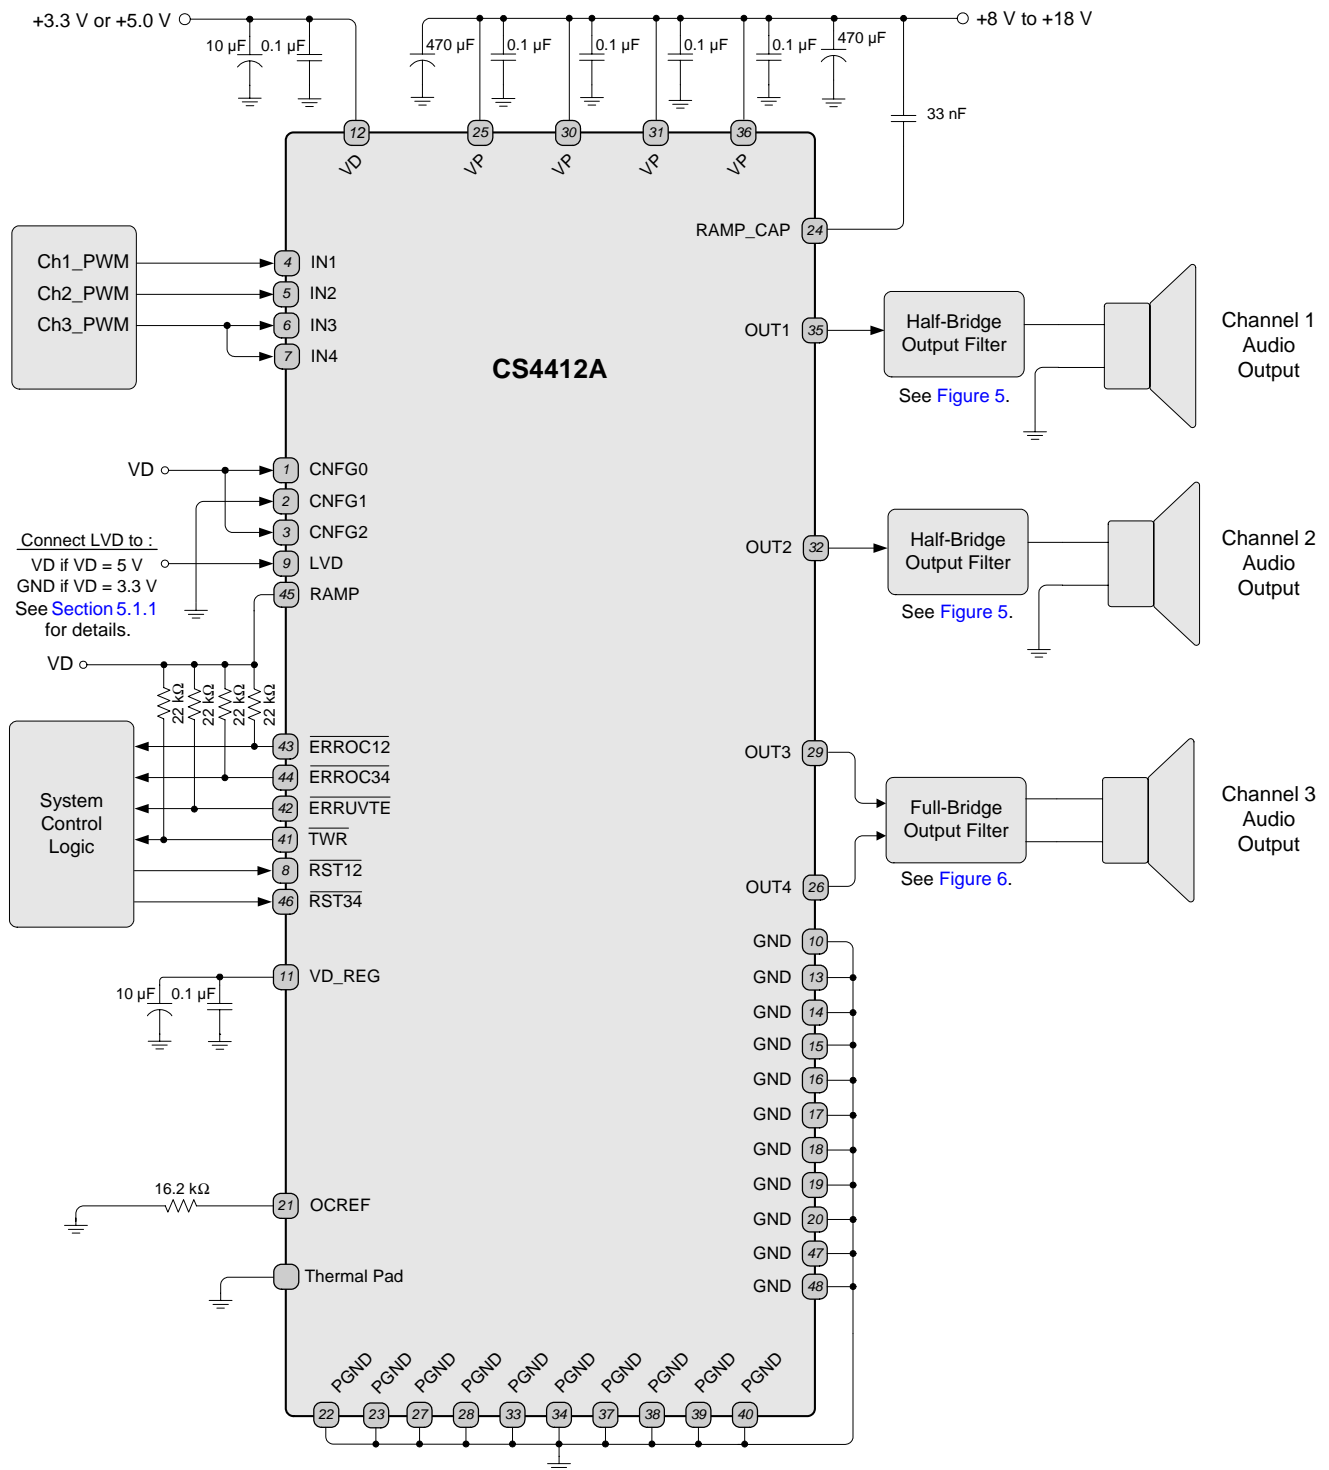 +3.3 V or +5.0 V
+8 V to +18 V
10 µF
0.1 µF
470 µF
0.1 µF
0.1 µF
0.1 µF
0.1 µF
470 µF
33 nF
12
25
30
31
36
VD
VP
VP
VP
VP
RAMP_CAP
24
Ch1_PWM
4
IN1
Ch2_PWM
5
IN2
Ch3_PWM
6
IN3
7
IN4
CS4412A
OUT1
35
Half-Bridge
Output Filter
See Figure 5.
Channel 1
Audio
Output
VD
1
CNFG0
2
CNFG1
3
CNFG2
9
LVD
45
RAMP
Connect LVD to :
VD if VD = 5 V
GND if VD = 3.3 V
See Section 5.1.1
for details.
OUT2
32
Half-Bridge
Output Filter
See Figure 5.
Channel 2
Audio
Output
VD
22 kΩ
22 kΩ
22 kΩ
22 kΩ
System
Control
Logic
43
ERROC12
44
ERROC34
42
ERRUVTE
41
TWR
8
RST12
46
RST34
OUT3
29
OUT4
26
Full-Bridge
Output Filter
See Figure 6.
Channel 3
Audio
Output
11
VD_REG
10 µF
0.1 µF
GND
10
GND
13
GND
14
GND
15
GND
16
GND
17
GND
18
GND
19
GND
20
GND
47
GND
48
16.2 kΩ
21
OCREF
Thermal Pad
PGND
PGND
PGND
PGND
PGND
PGND
PGND
PGND
PGND
PGND
22
23
27
28
33
34
37
38
39
40